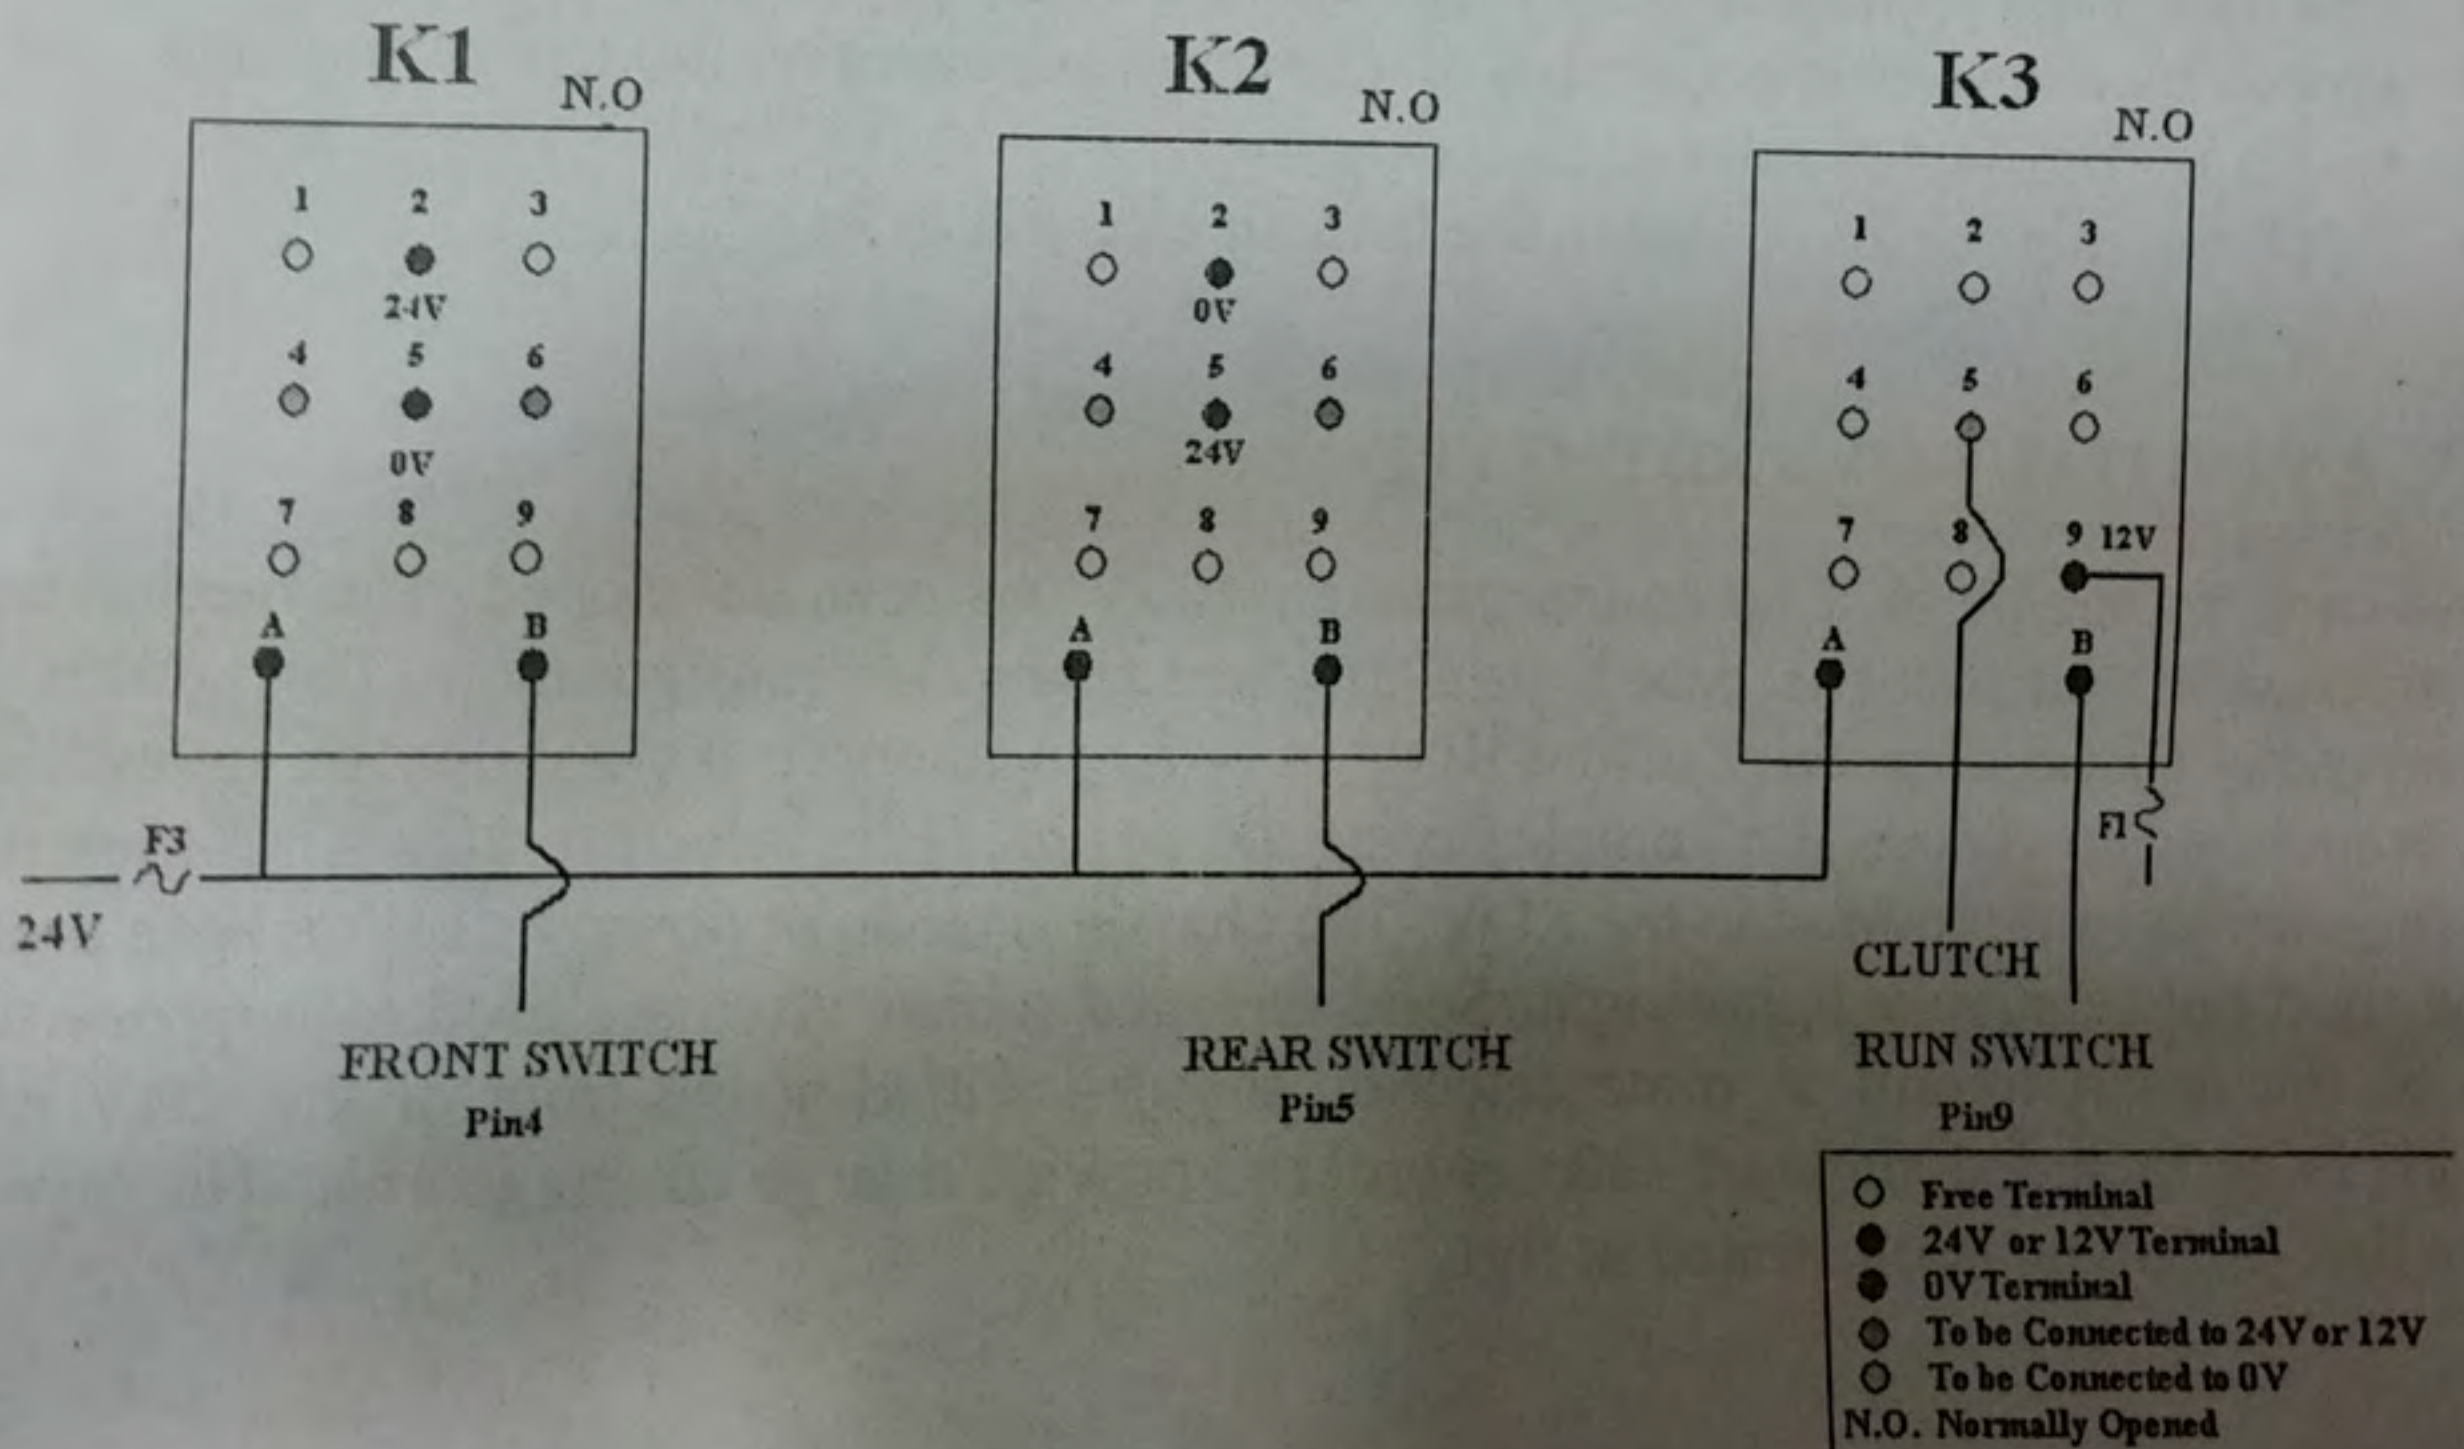 K1 N.O
1 2 3
24V
4 5 6
0V
7 8 9
A B
K2 N.O
1 2 3
0V
4 5 6
24V
7 8 9
A B
K3 N.O
1 2 3
4 5 6
7 8 9 12V
A B
F3
24V
F1
FRONT SWITCH
Pin4
REAR SWITCH
Pin5
CLUTCH
RUN SWITCH
Pin9
Free Terminal
24V or 12V Terminal
0V Terminal
To be Connected to 24V or 12V
To be Connected to 0V
N.O. Normally Opened